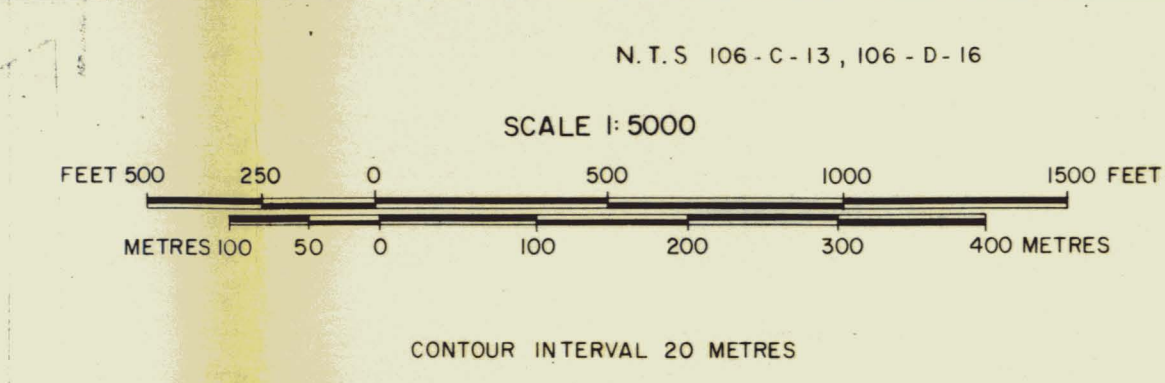 N.T.S 106-C-13, 106-D-16
SCALE 1:5000
FEET 500 250 0 500 1000 1500 FEET
METRES 100 50 0 100 200 300 400 METRES
CONTOUR INTERVAL 20 METRES